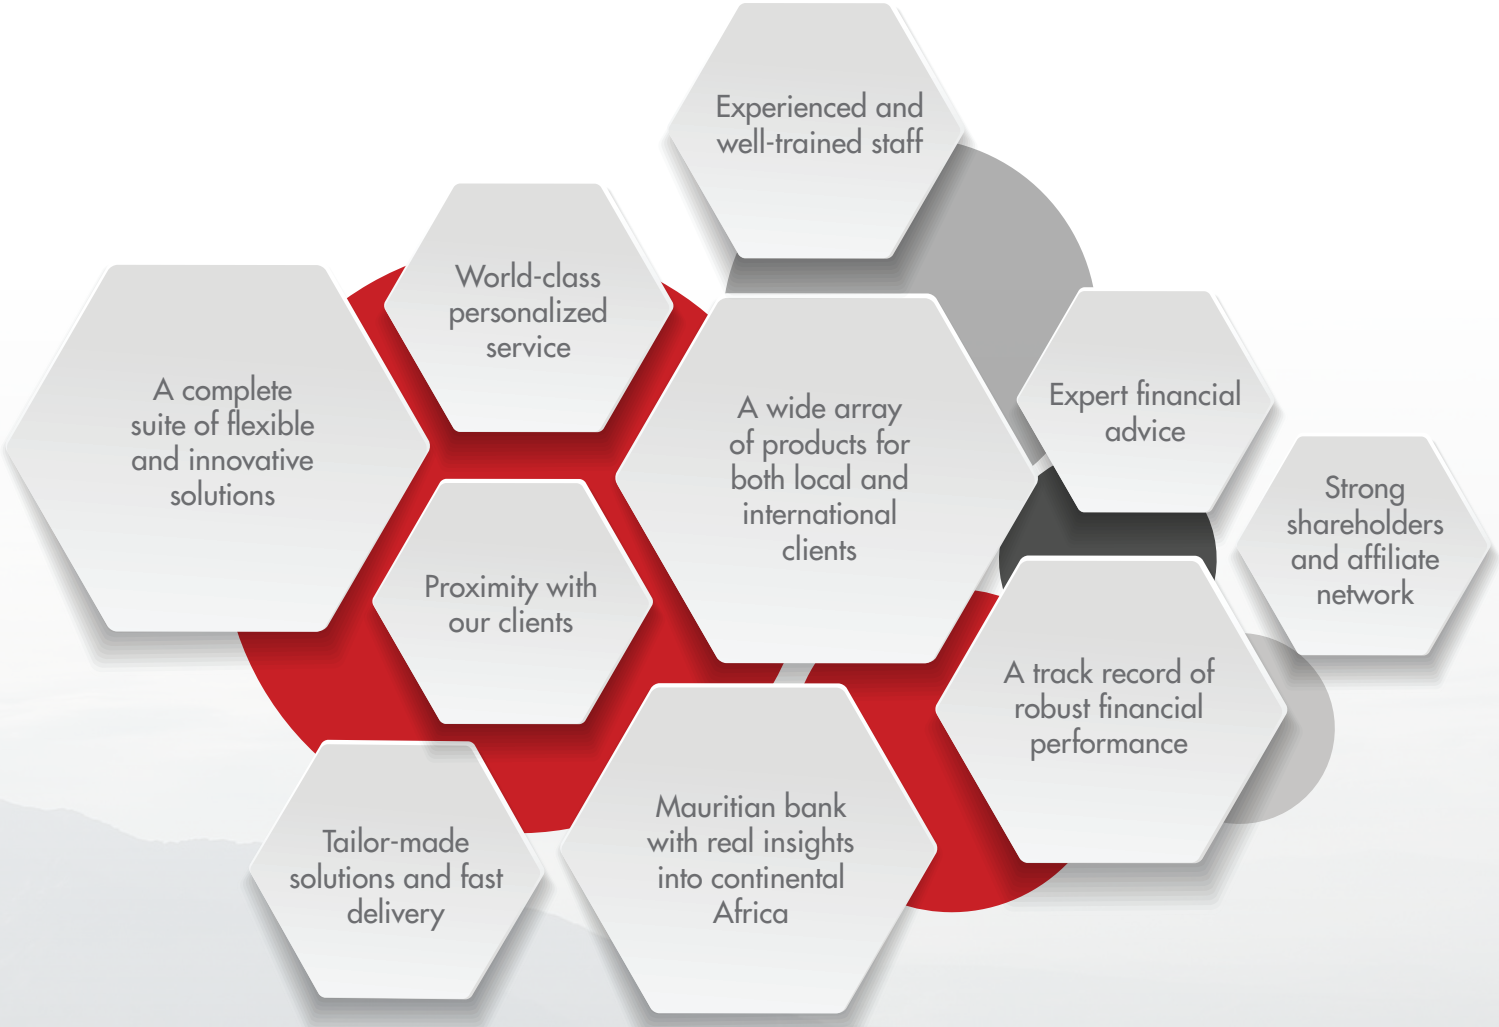 Experienced and
well-trained staff
World-class
personalized
service
A complete
suite of flexible
and innovative
solutions
A wide array
of products for
both local and
international
clients
Expert financial
advice
Strong
shareholders
and affiliate
network
Proximity with
our clients
A track record of
robust financial
performance
Tailor-made
solutions and fast
delivery
Mauritian bank
with real insights
into continental
Africa